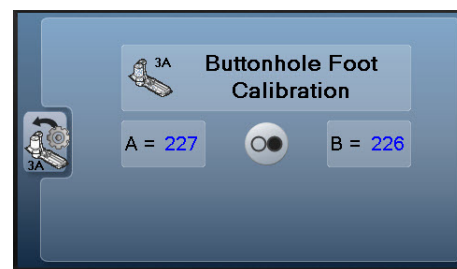 3A
Buttonhole Foot
Calibration
3A
A = 227
B = 226